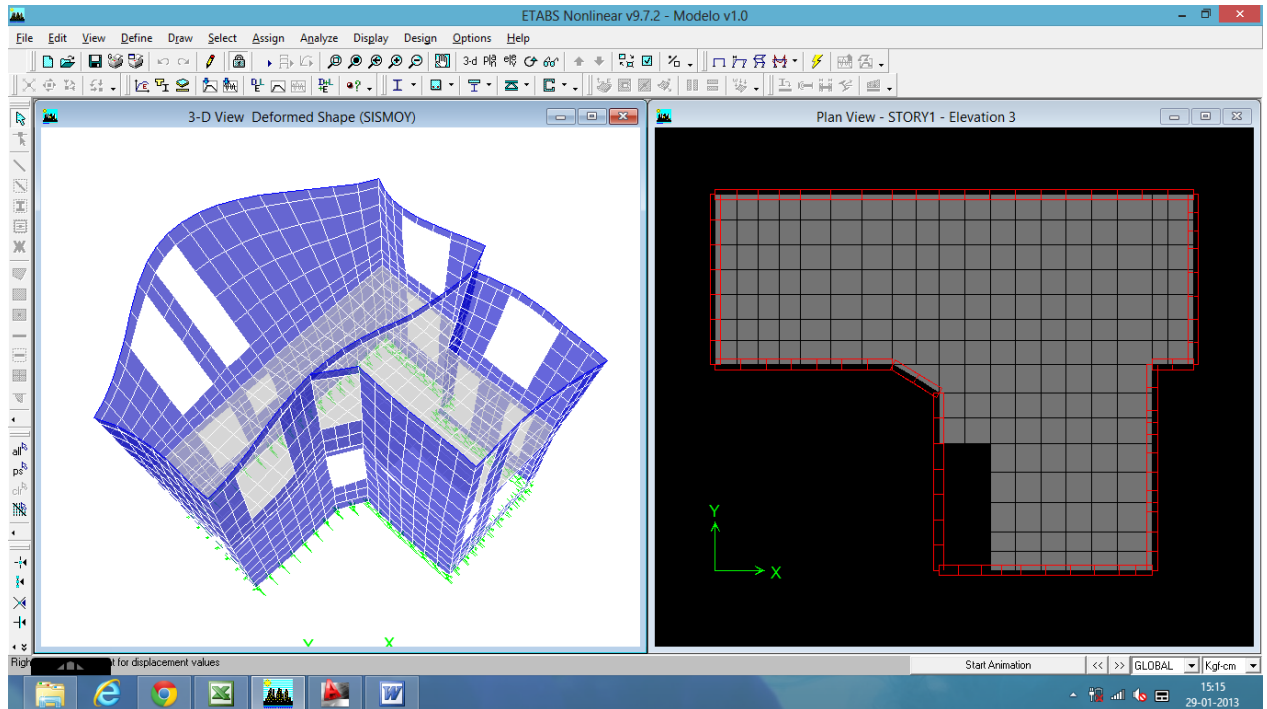 ETABS Nonlinear v9.7.2 - Modelo v1.0
File Edit View Define Draw Select Assign Analyze Display Design Options Help
3-d
3-D View Deformed Shape (SISMOY)
Plan View - STORY1 - Elevation 3
all
ps
clr
Y
X
Y
X
Righ
t for displacement values
Start Animation
<< >> GLOBAL Kgf-cm
15:15
29-01-2013